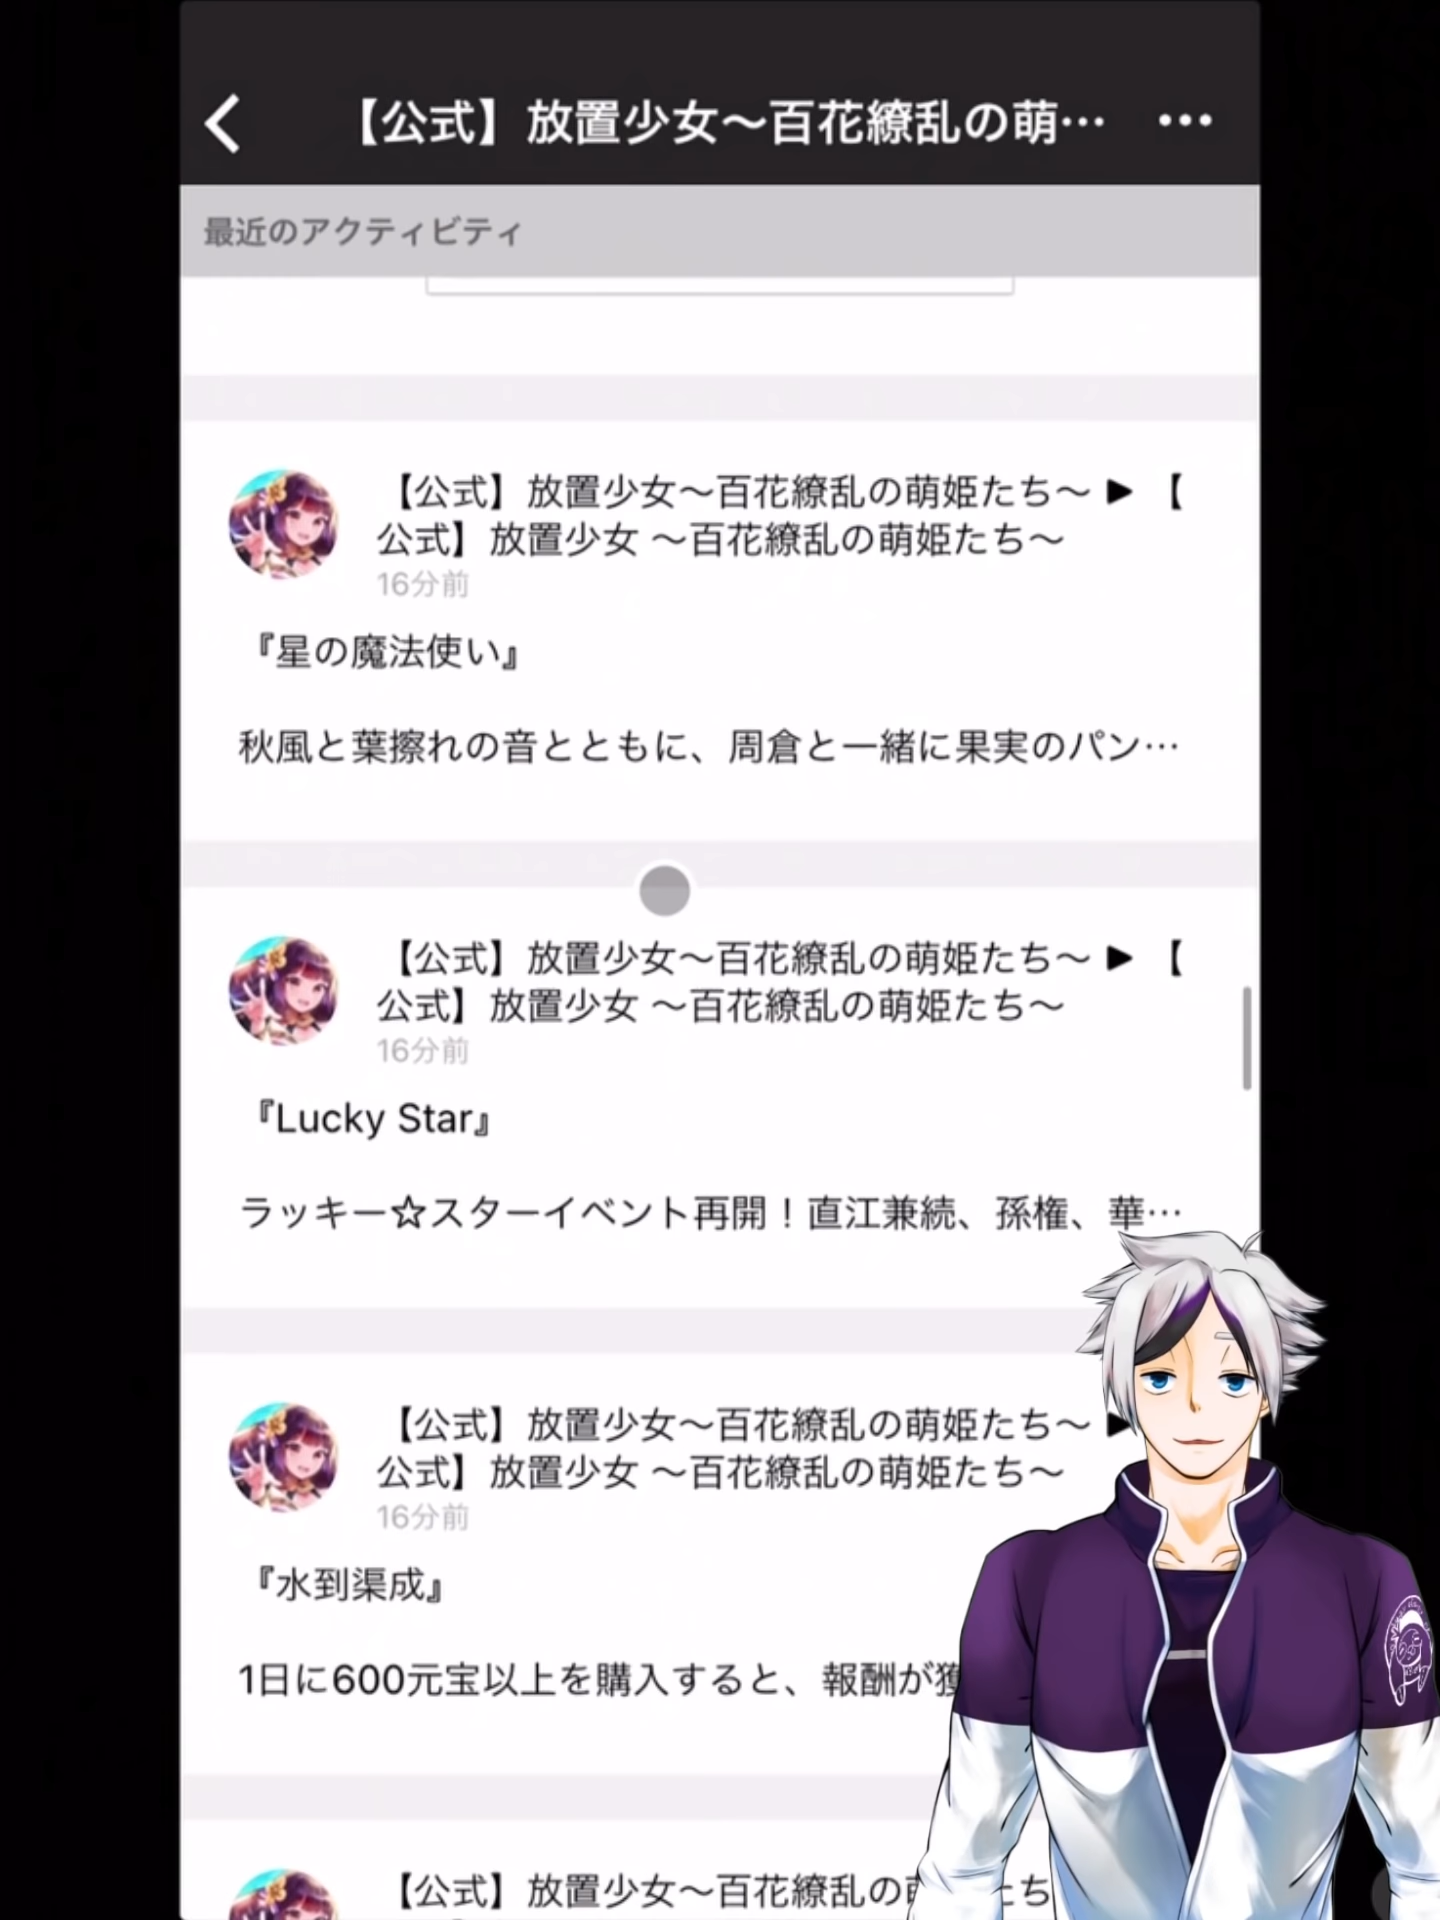 【公式】放置少女〜百花繚乱の萌…
最近のアクティビティ
【公式】放置少女〜百花繚乱の萌姫たち〜 ▶ 【
公式】放置少女 〜百花繚乱の萌姫たち〜
16分前
『星の魔法使い』
秋風と葉擦れの音とともに、周倉と一緒に果実のパン…
【公式】放置少女〜百花繚乱の萌姫たち〜 ▶ 【
公式】放置少女 〜百花繚乱の萌姫たち〜
16分前
『Lucky Star』
ラッキー☆スターイベント再開！直江兼続、孫権、華…
【公式】放置少女〜百花繚乱の萌姫たち〜
公式】放置少女 〜百花繚乱の萌姫たち〜
16分前
『水到渠成』
1日に600元宝以上を購入すると、報酬が獲
【公式】放置少女〜百花繚乱の たち